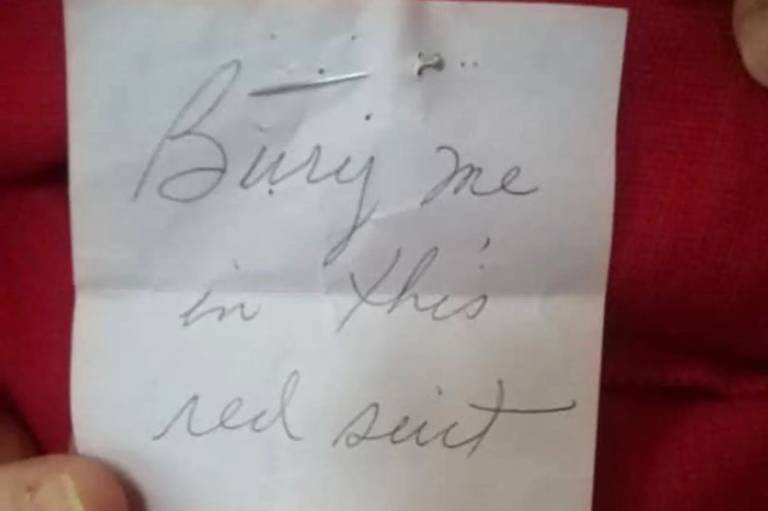 Bury me
in this
red suit